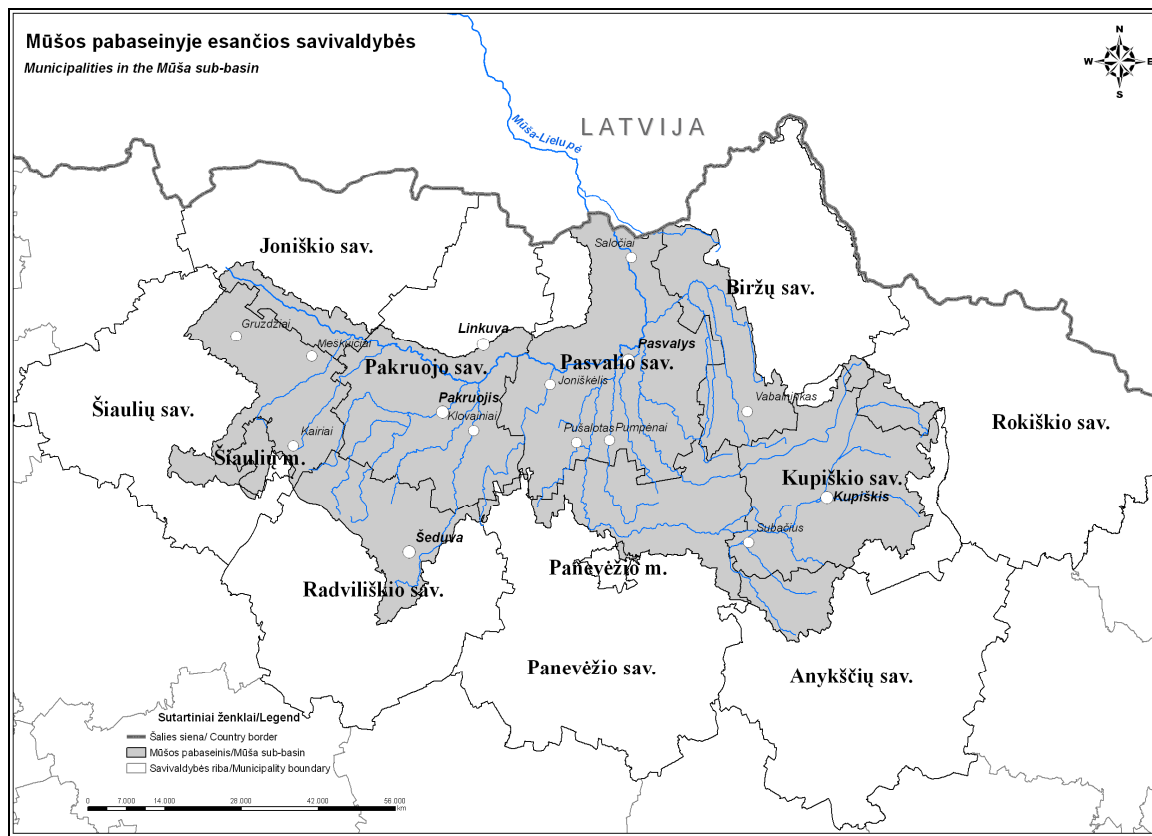 Mūšos pabaseinyje esančios savivaldybės
Municipalities in the Mūša sub-basin
N
W E
S
Mūša-Lielupė
LATVIJA
Joniškio sav.
Saločiai
Biržų sav.
Gruzdžiai
Meškuičiai
Linkuva
Pasvalys
Pakruojo sav.
Pasvalio sav.
Joniškėlis
Šiaulių sav.
Pakruojis
Klovainiai
Vabalninkas
Rokiškio sav.
Kairiai
Pušalotas
Pumpėnai
Šiaulių m.
Kupiškio sav.
Kupiškis
Šeduva
Subačius
Panevėžio m.
Radviliškio sav.
Panevėžio sav.
Anykščių sav.
Sutartiniai ženklai/Legend
Šalies siena/ Country border
Mūšos pabaseinis/Mūša sub-basin
Savivaldybės riba/Municipality boundary
0 7.000 14.000 28.000 42.000 56.000
km